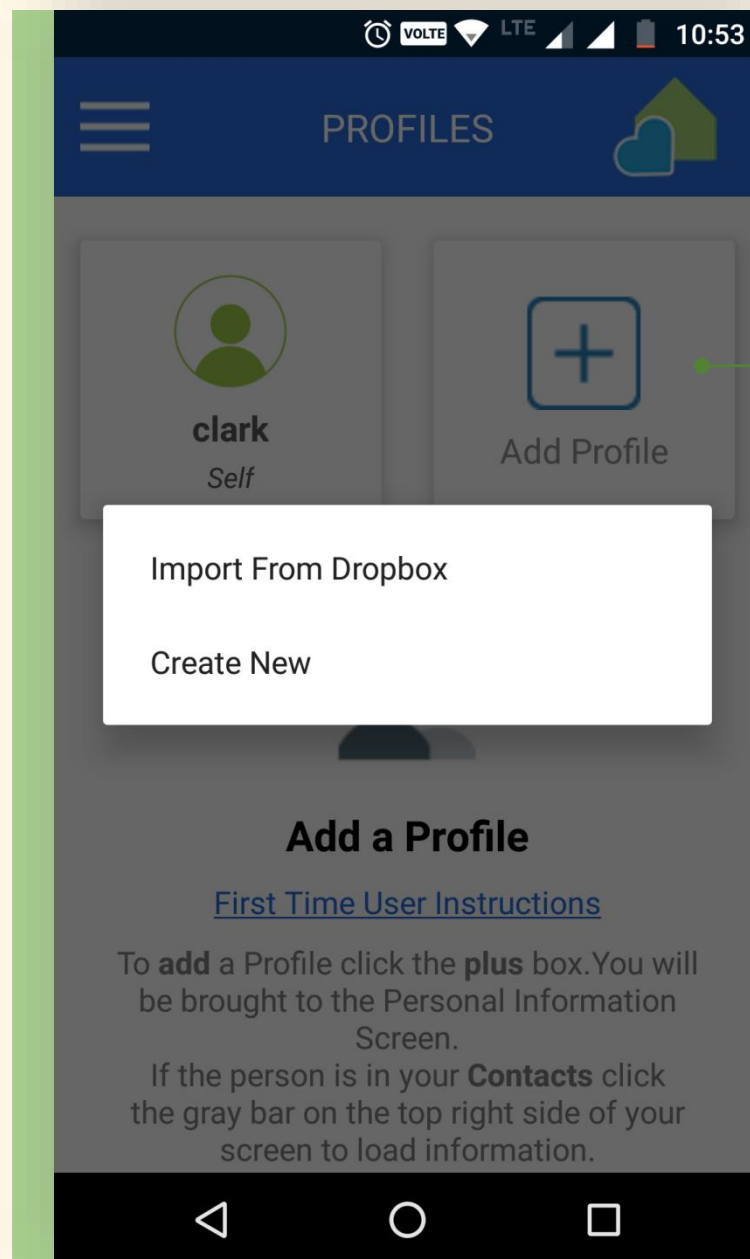 VOLTE LTE 10:53
PROFILES
clark
Self
Add Profile
Import From Dropbox
Create New
Add a Profile
First Time User Instructions
To add a Profile click the plus box.You will
be brought to the Personal Information
Screen.
If the person is in your Contacts click
the gray bar on the top right side of your
screen to load information.